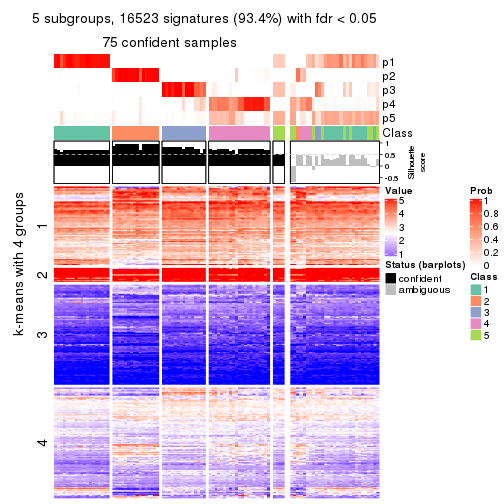 5 subgroups, 16523 signatures (93.4%) with fdr < 0.05
75 confident samples
p1
p2
p3
p4
p5
Class
1
0.5
0
-0.5
Silhouette
score
k-means with 4 groups
1
2
3
4
Value
5
4
3
2
1
Status (barplots)
confident
ambiguous
Prob
1
0.8
0.6
0.4
0.2
0
Class
1
2
3
4
5